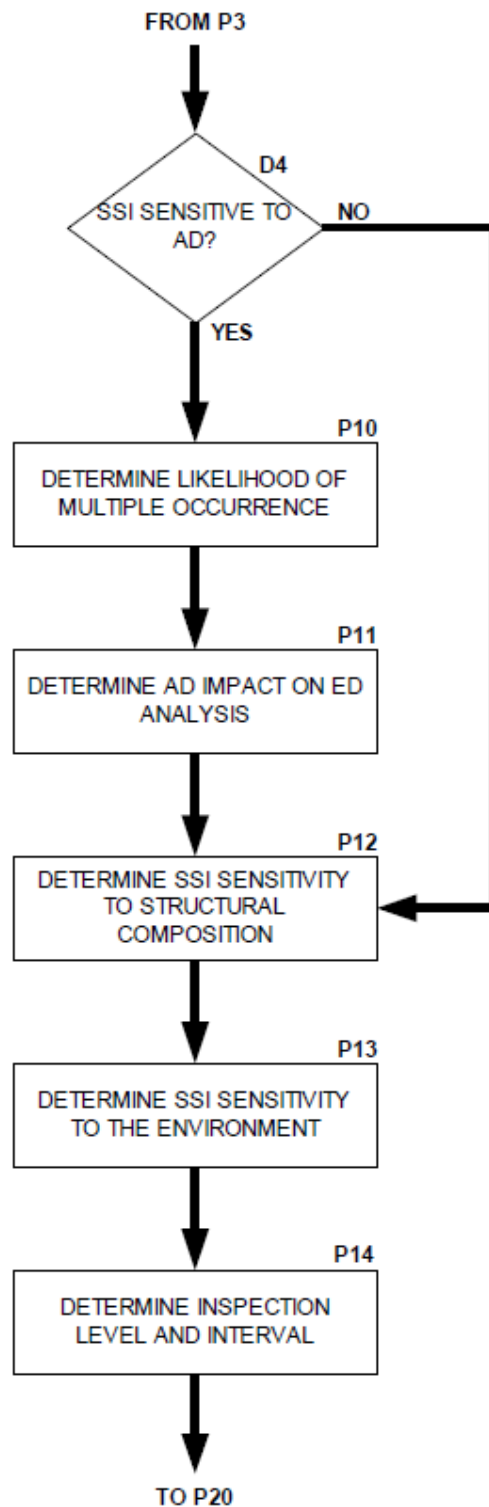 FROM P3
D4
SSI SENSITIVE TO
AD?
NO
YES
P10
DETERMINE LIKELIHOOD OF
MULTIPLE OCCURRENCE
P11
DETERMINE AD IMPACT ON ED
ANALYSIS
P12
DETERMINE SSI SENSITIVITY
TO STRUCTURAL
COMPOSITION
P13
DETERMINE SSI SENSITIVITY
TO THE ENVIRONMENT
P14
DETERMINE INSPECTION
LEVEL AND INTERVAL
TO P20